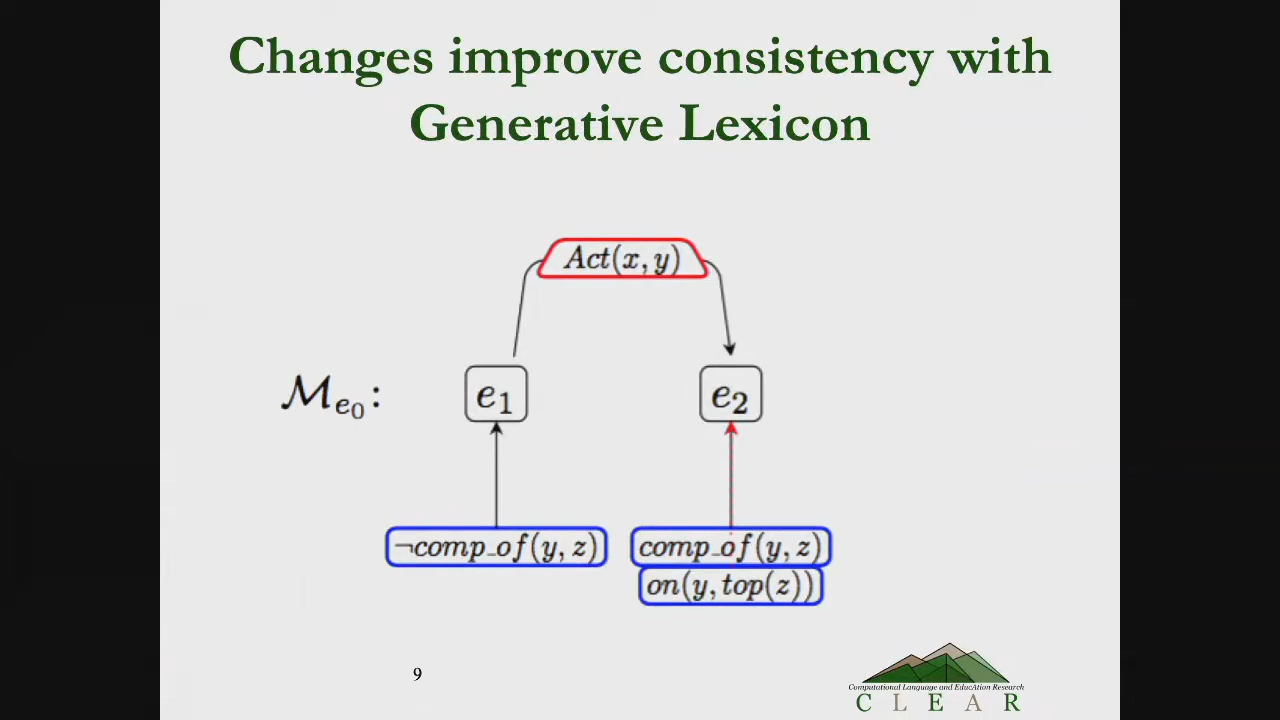 Changes improve consistency with
Generative Lexicon
Act(x, y)
ℳe₀:
e₁
e₂
¬comp_of(y, z)
comp_of(y, z)
on(y, top(z))
9
Computational Language and EducAtion Research
C L E A R